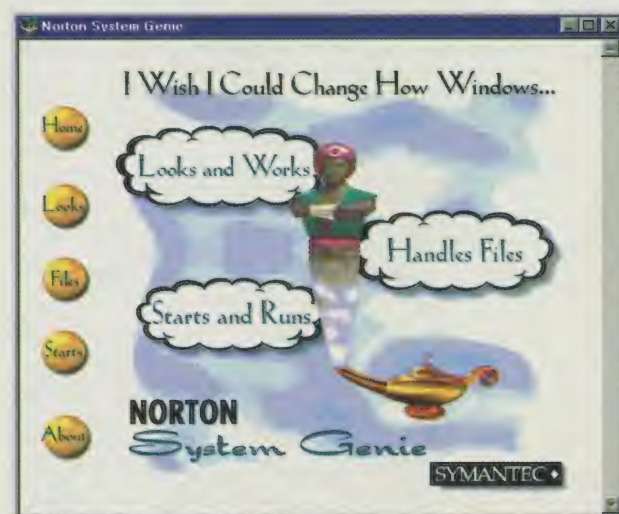 Norton System Genie
I Wish I Could Change How Windows...
Home
Looks and Works
Looks
Handles Files
Files
Starts and Runs
Starts
NORTON
About
System Genie
SYMANTEC